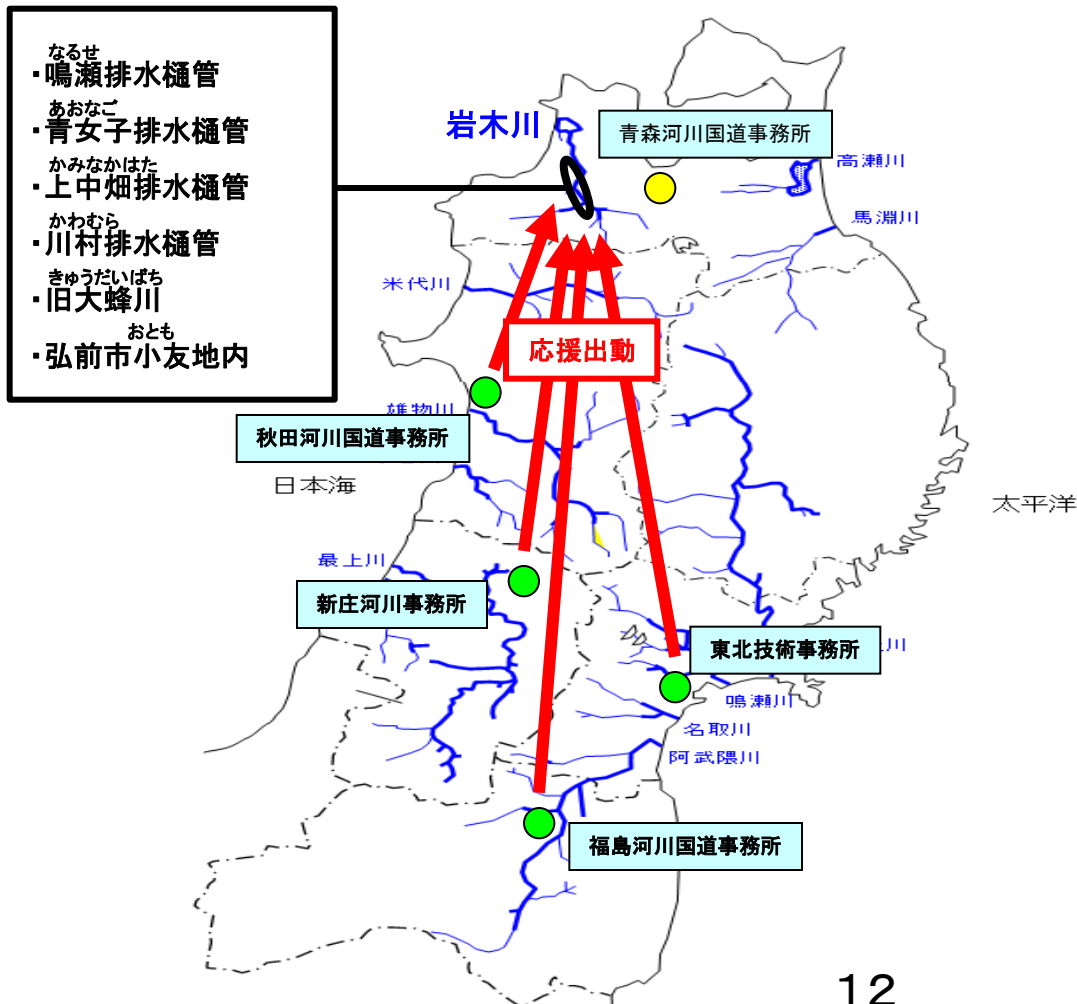 なるせ
・鳴瀬排水樋管
あおなご
・青女子排水樋管
かみなかはた
・上中畑排水樋管
かわむら
・川村排水樋管
きゅうだいばち
・旧大蜂川
おとも
・弘前市小友地内
岩木川
青森河川国道事務所
高瀬川
馬淵川
米代川
応援出動
雄物川
秋田河川国道事務所
日本海
太平洋
最上川
新庄河川事務所
東北技術事務所
川
鳴瀬川
名取川
阿武隈川
福島河川国道事務所
12